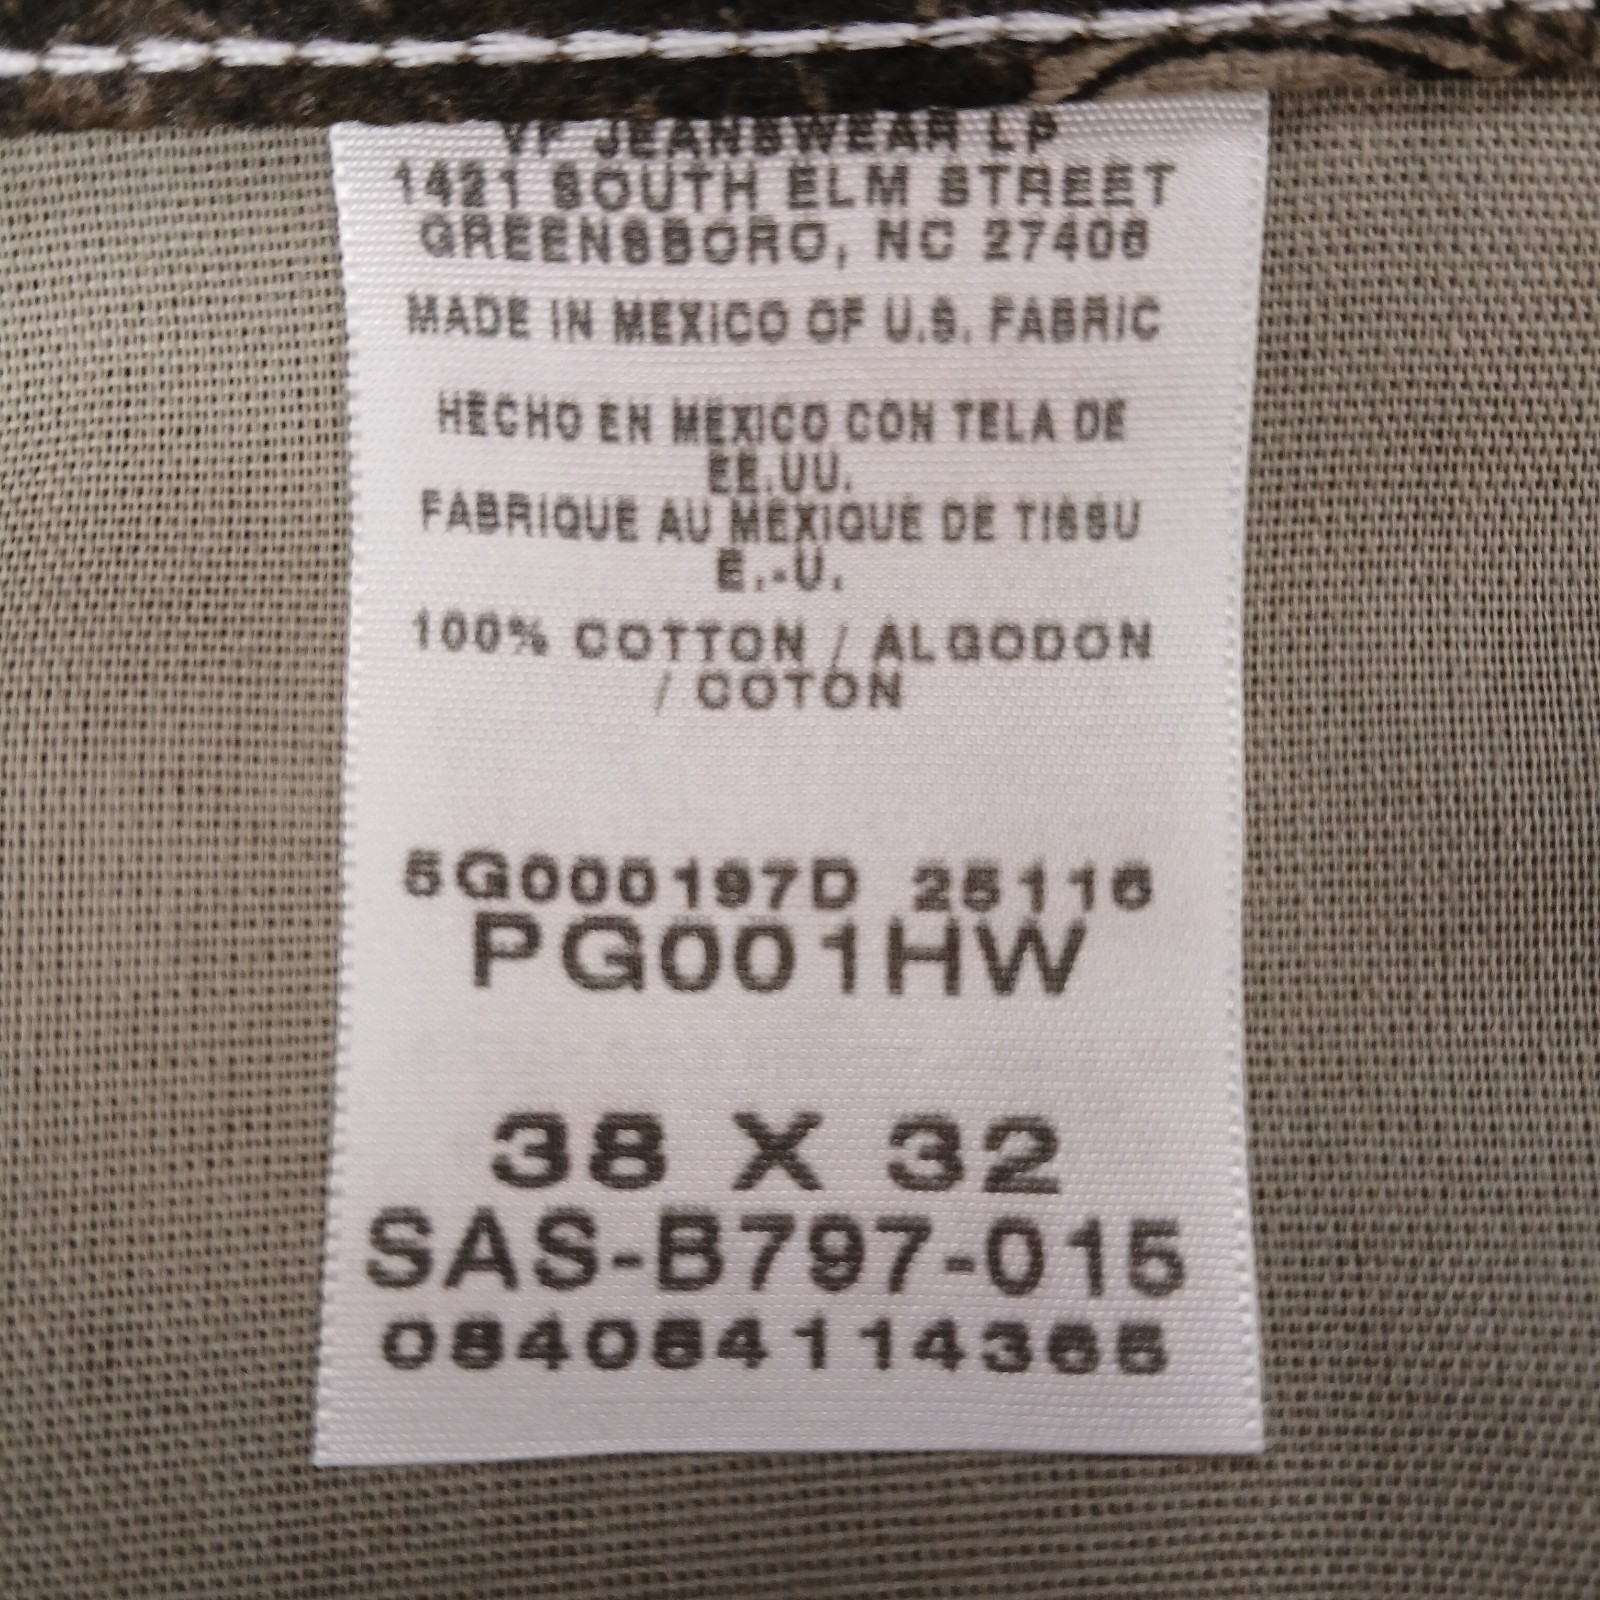 VF JEANSWEAR LP
1421 SOUTH ELM STREET
GREENSBORO, NC 27406
MADE IN MEXICO OF U.S. FABRIC
HECHO EN MEXICO CON TELA DE
EE.UU.
FABRIQUE AU MEXIQUE DE TISSU
E.-U.
100% COTTON / ALGODON
/ COTON
5G000197D 25116
PG001HW
38 X 32
SAS-B797-015